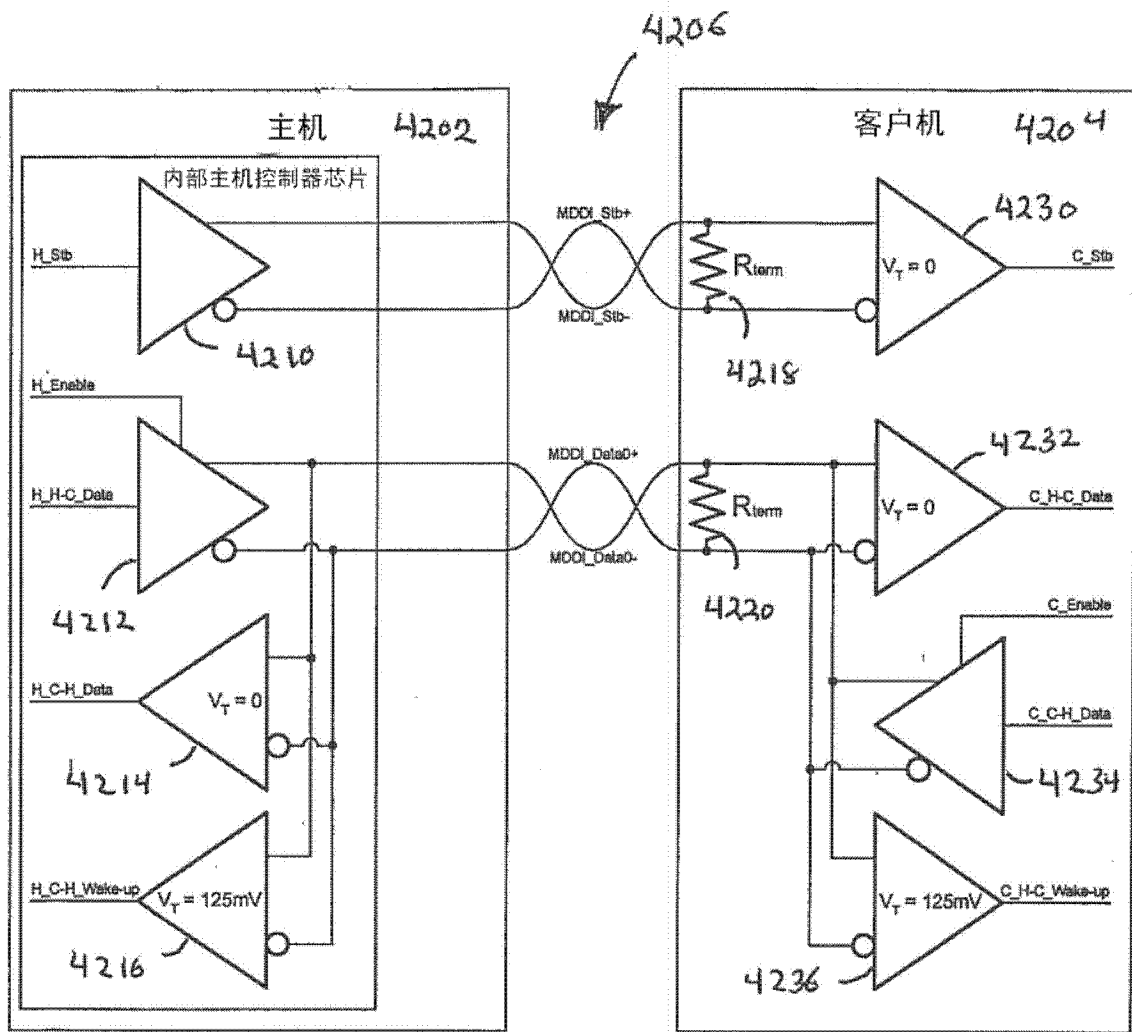 4206
主机 4202
客户机 4204
内部主机控制器芯片
H_Stb
4210
MDDI_Stb+
MDDI_Stb-
Rterm
4218
VT = 0
4230
C_Stb
H_Enable
H_H-C_Data
4212
MDDI_Data0+
MDDI_Data0-
Rterm
4220
VT = 0
4232
C_H-C_Data
H_C-H_Data
VT = 0
4214
C_Enable
C_C-H_Data
4234
H_C-H_Wake-up
VT = 125mV
4216
VT = 125mV
C_H-C_Wake-up
4236